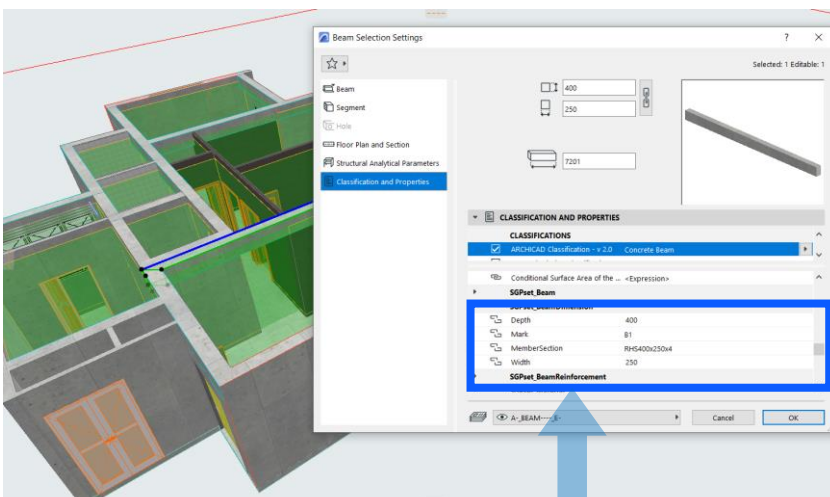 Beam Selection Settings
? X
Selected: 1 Editable: 1
Beam
Segment
Hole
Floor Plan and Section
Structural Analytical Parameters
Classification and Properties
400
250
7201
CLASSIFICATION AND PROPERTIES
CLASSIFICATIONS
ARCHICAD Classification - v 2.0 Concrete Beam
Conditional Surface Area of the ... <Expression>
SGPset_Beam
SGPset_BeamDimension
Depth 400
Mark B1
MemberSection RHS400x250x4
Width 250
SGPset_BeamReinforcement
Cancel OK